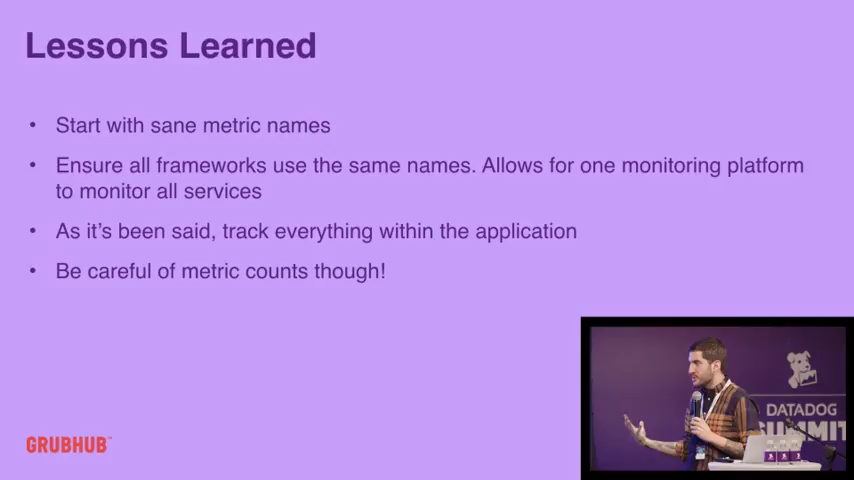 Lessons Learned
• Start with sane metric names
• Ensure all frameworks use the same names. Allows for one monitoring platform
to monitor all services
• As it's been said, track everything within the application
• Be careful of metric counts though!
GRUBHUB
DATADOG
SUMMIT